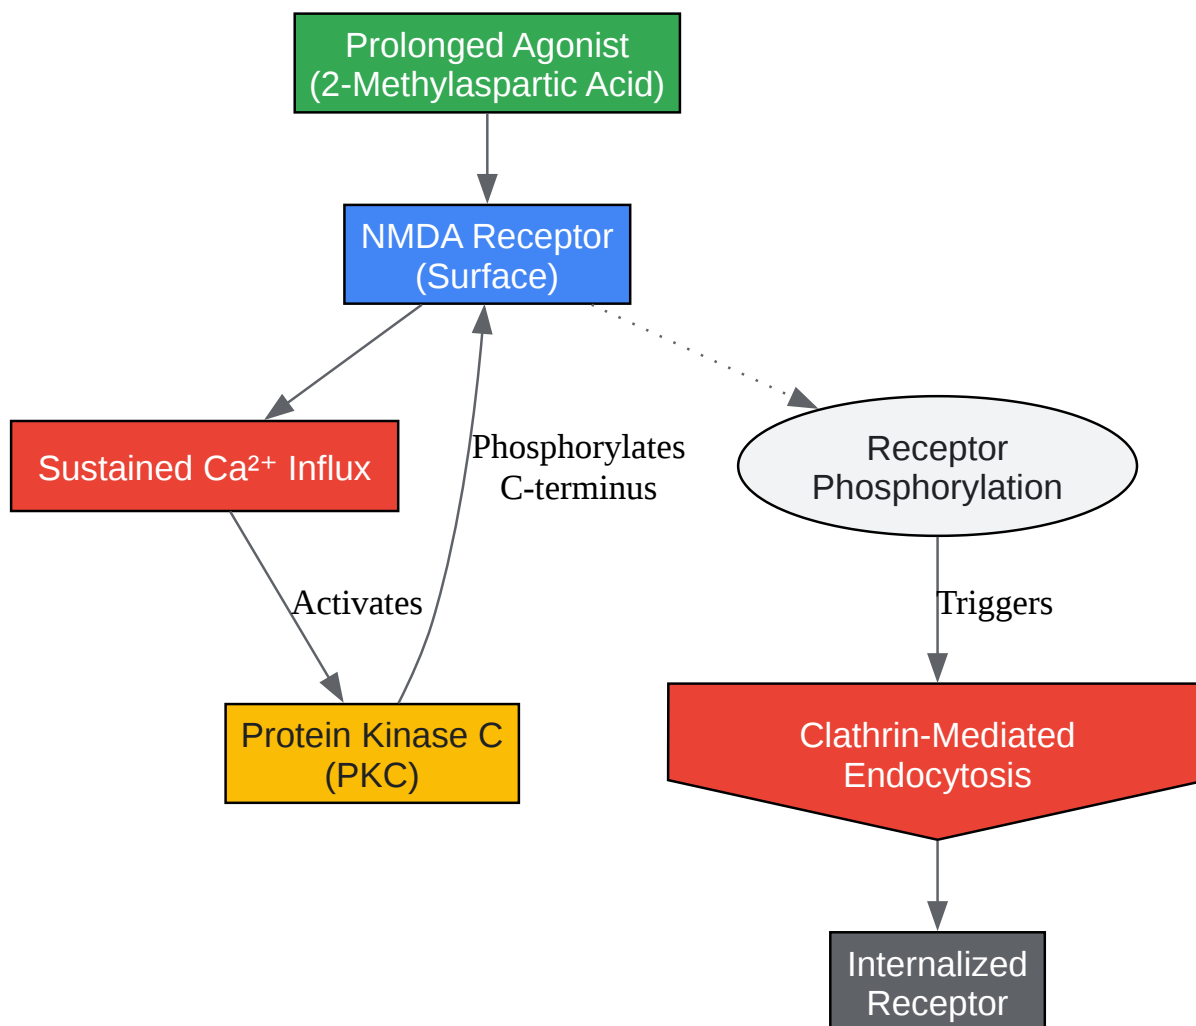 Prolonged Agonist
(2-Methylaspartic Acid)
NMDA Receptor
(Surface)
Sustained Ca²⁺ Influx
Phosphorylates
C-terminus
Receptor
Phosphorylation
Activates
Triggers
Protein Kinase C
(PKC)
Clathrin-Mediated
Endocytosis
Internalized
Receptor